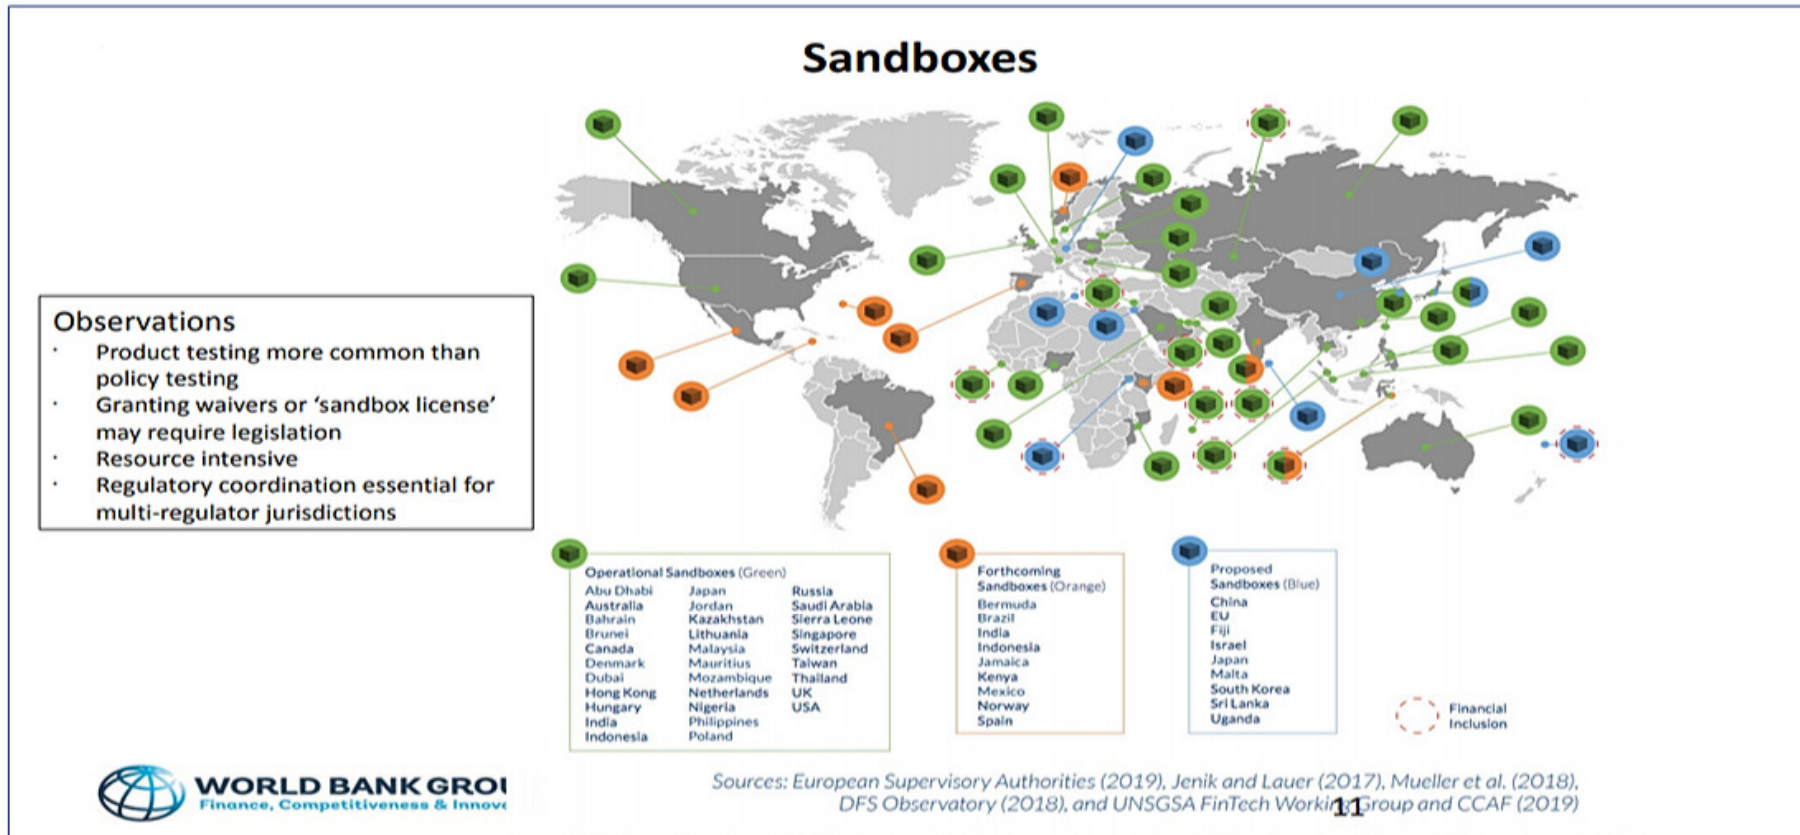 Sandboxes
Observations
· Product testing more common than
policy testing
· Granting waivers or ‘sandbox license’
may require legislation
· Resource intensive
· Regulatory coordination essential for
multi-regulator jurisdictions
Operational Sandboxes (Green)
Abu Dhabi
Australia
Bahrain
Brunei
Canada
Denmark
Dubai
Hong Kong
Hungary
India
Indonesia
Japan
Jordan
Kazakhstan
Lithuania
Malaysia
Mauritius
Mozambique
Netherlands
Nigeria
Philippines
Poland
Russia
Saudi Arabia
Sierra Leone
Singapore
Switzerland
Taiwan
Thailand
UK
USA
Forthcoming
Sandboxes (Orange)
Bermuda
Brazil
India
Indonesia
Jamaica
Kenya
Mexico
Norway
Spain
Proposed
Sandboxes (Blue)
China
EU
Fiji
Israel
Japan
Malta
South Korea
Sri Lanka
Uganda
Financial
Inclusion
WORLD BANK GROU
Finance, Competitiveness & Innova
Sources: European Supervisory Authorities (2019), Jenik and Lauer (2017), Mueller et al. (2018),
DFS Observatory (2018), and UNSGSA FinTech Working Group and CCAF (2019)
11